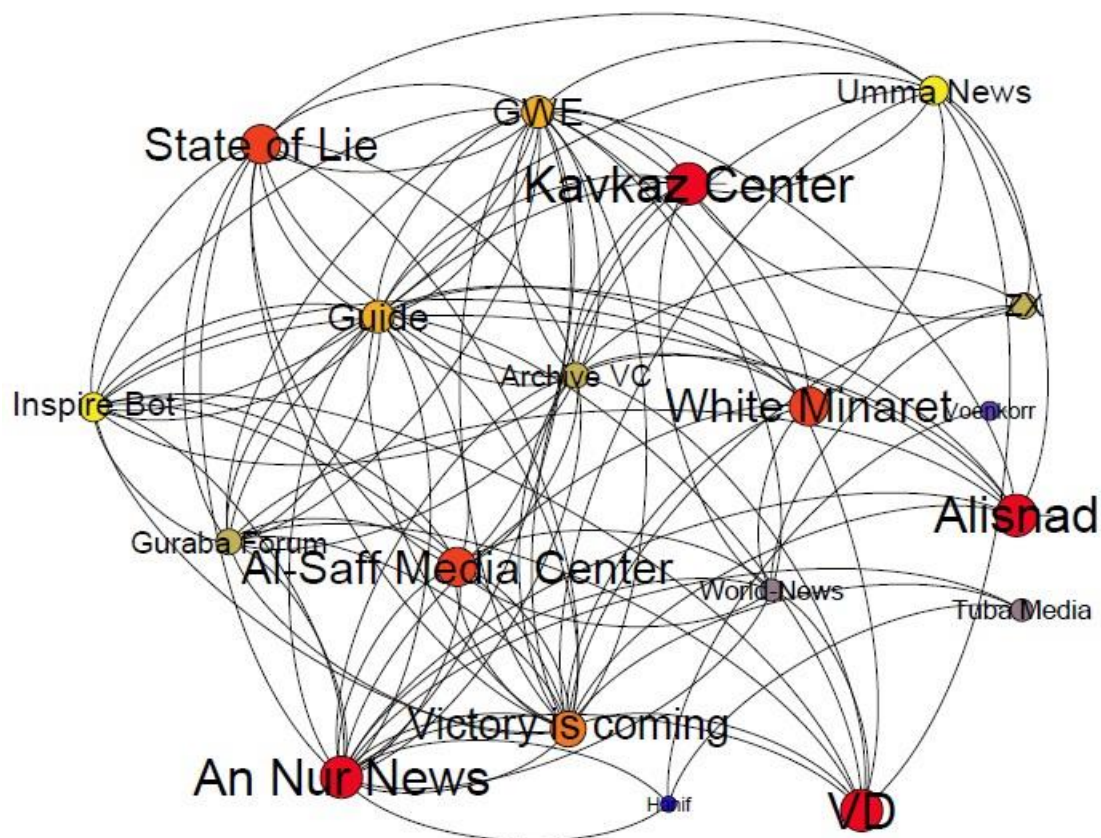 Umma News
GWE
State of Lie
Kavkaz Center
ZX
Guide
Archive VC
Inspire Bot
White Minaret
Voenkorr
Alisnad
Guraba Forum
Al-Saff Media Center
World-News
Tuba Media
Victory is coming
An Nur News
Hanif
VD